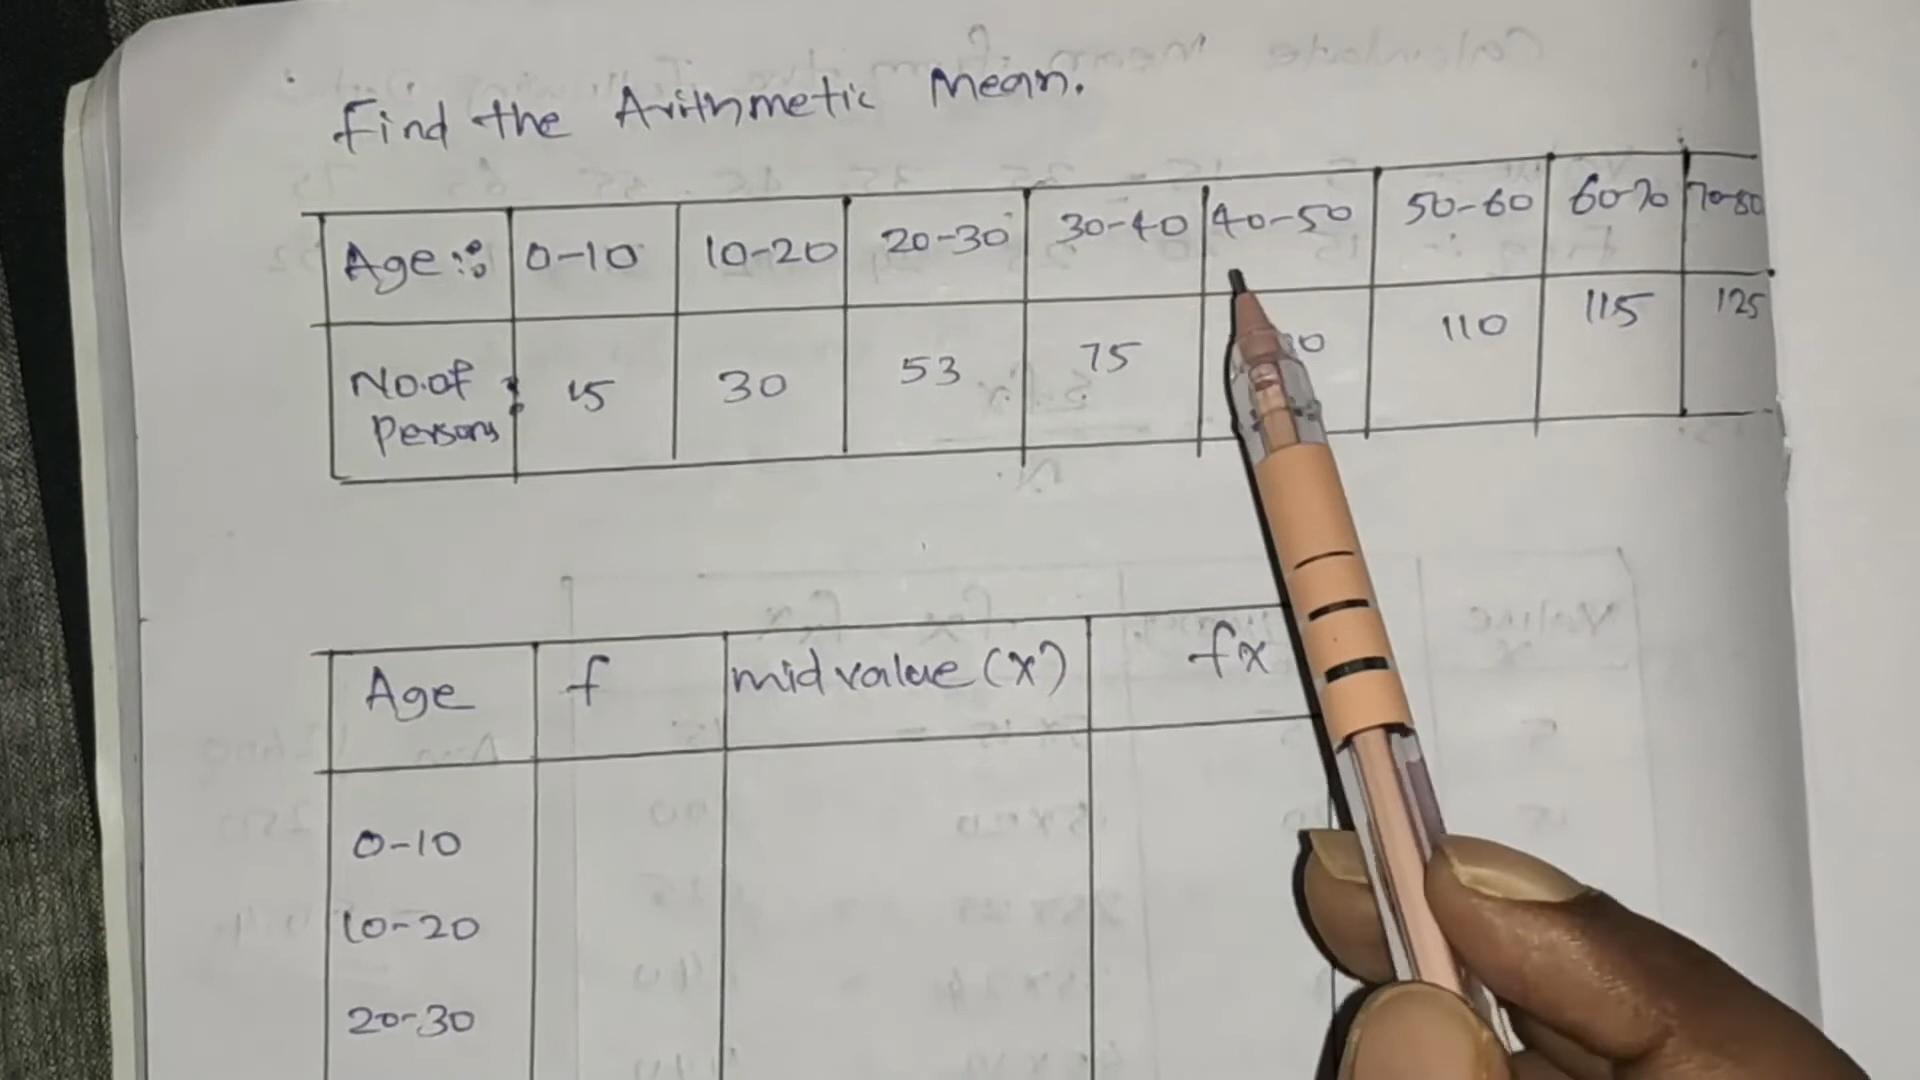 Find the Arithmetic Mean.
Age:: 0-10 10-20 20-30 30-40 40-50 50-60 60-70 70-80
No.of Persons : 15 30 53 75 110 115 125
Age f mid value (x) fx
0-10
10-20
20-30